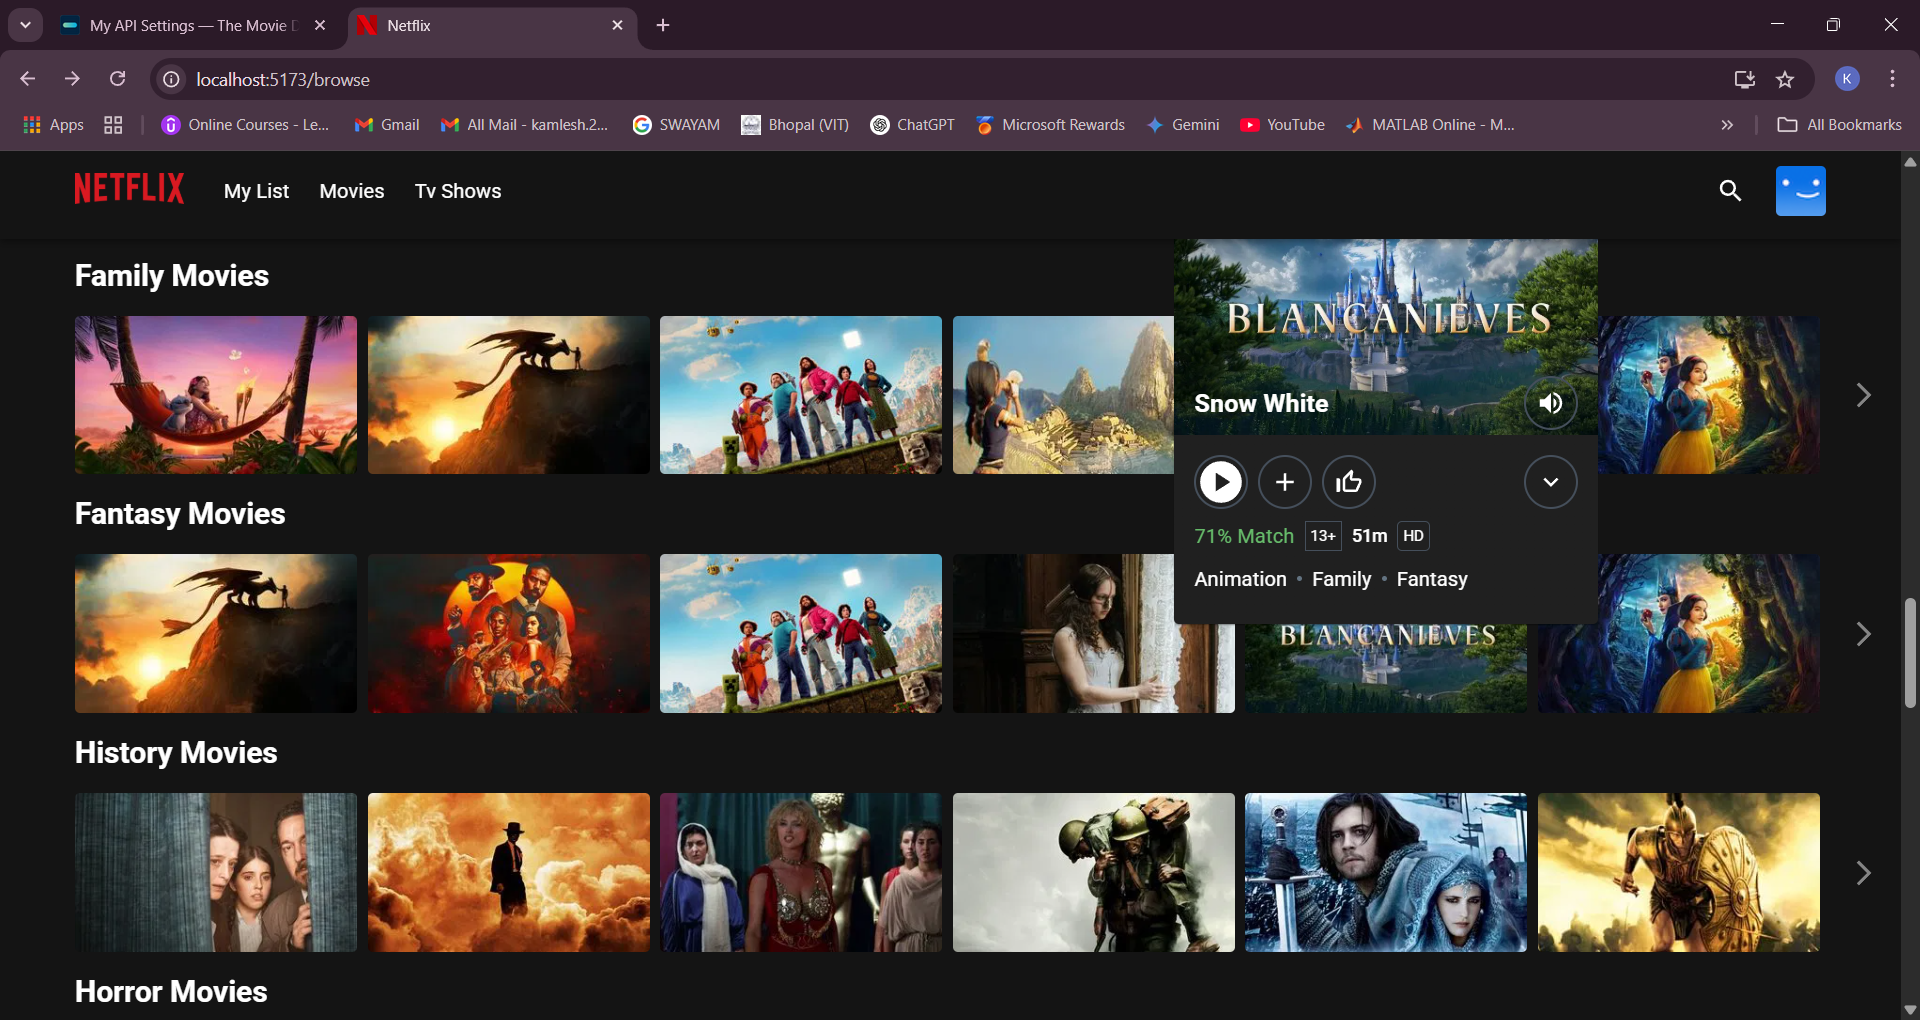 My API Settings — The Movie D
Netflix
localhost:5173/browse
Apps
Online Courses - Le...
Gmail
All Mail - kamlesh.2...
SWAYAM
Bhopal (VIT)
ChatGPT
Microsoft Rewards
Gemini
YouTube
MATLAB Online - M...
All Bookmarks
K
NETFLIX
My List
Movies
Tv Shows
Family Movies
BLANCANIEVES
Snow White
71% Match 13+ 51m HD
Animation • Family • Fantasy
Fantasy Movies
BLANCANIEVES
History Movies
Horror Movies